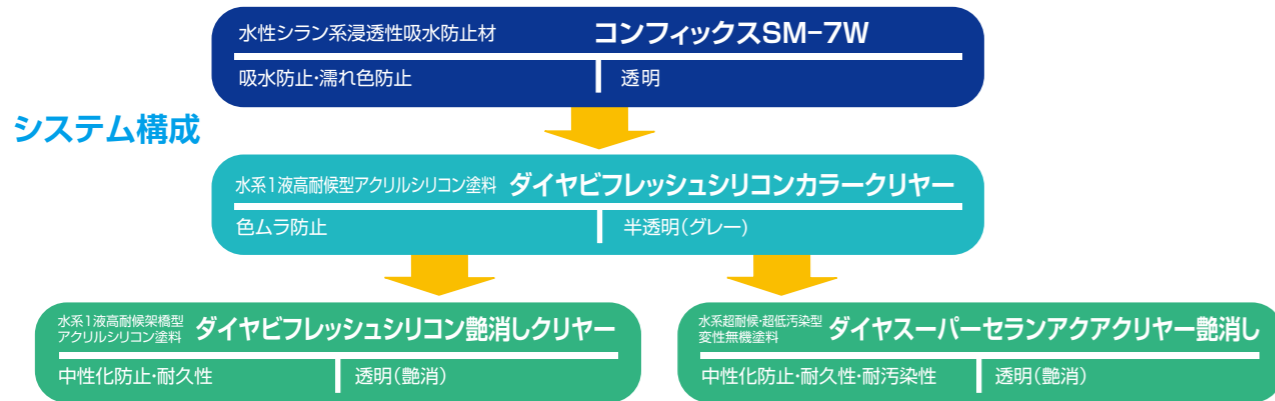 水性シラン系浸透性吸水防止材 コンフィックスSM-7W
吸水防止・濡れ色防止 透明
システム構成
水系1液高耐候型アクリルシリコン塗料 ダイヤビフレッシュシリコンカラークリヤー
色ムラ防止 半透明(グレー)
水系1液高耐候架橋型
アクリルシリコン塗料 ダイヤビフレッシュシリコン艶消しクリヤー
中性化防止・耐久性 透明(艶消)
水系超耐候・超低汚染型
変性無機塗料 ダイヤスーパーセランアクアクリヤー艶消し
中性化防止・耐久性・耐汚染性 透明(艶消)